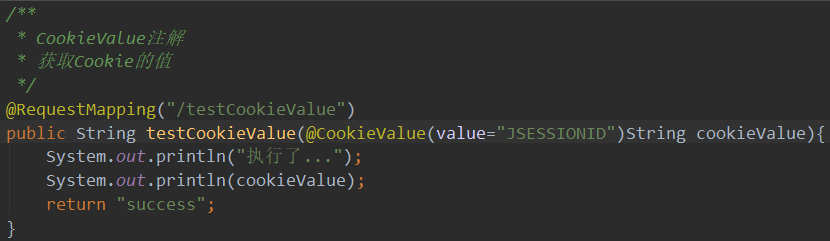 /**
 * CookieValue注解
 * 获取Cookie的值
 */
@RequestMapping("/testCookieValue")
public String testCookieValue(@CookieValue(value="JSESSIONID")String cookieValue){
    System.out.println("执行了...");
    System.out.println(cookieValue);
    return "success";
}